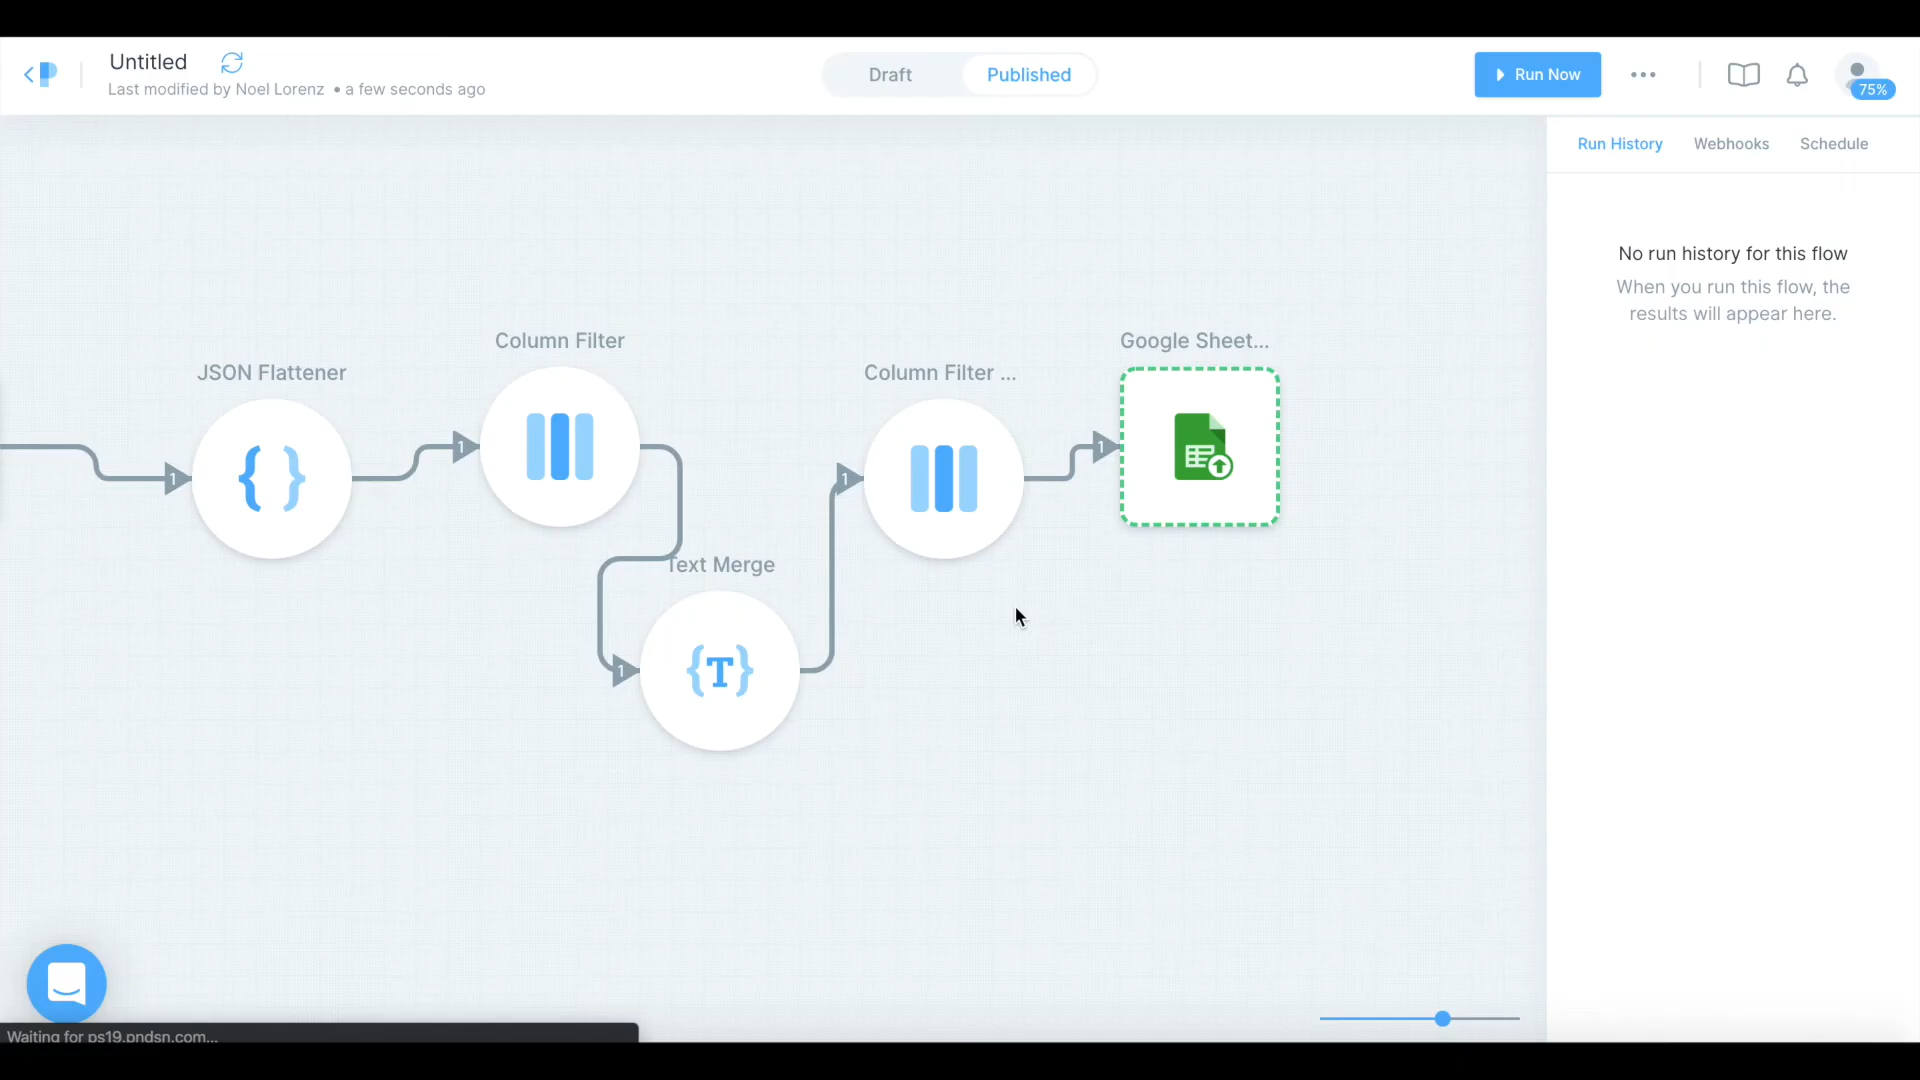 Untitled
Last modified by Noel Lorenz • a few seconds ago
Draft
Published
Run Now
75%
Run History
Webhooks
Schedule
No run history for this flow
When you run this flow, the
results will appear here.
Column Filter
Google Sheet...
JSON Flattener
Column Filter ...
1
1
1
1
Text Merge
1
{T}
Waiting for ps19.pndsn.com...